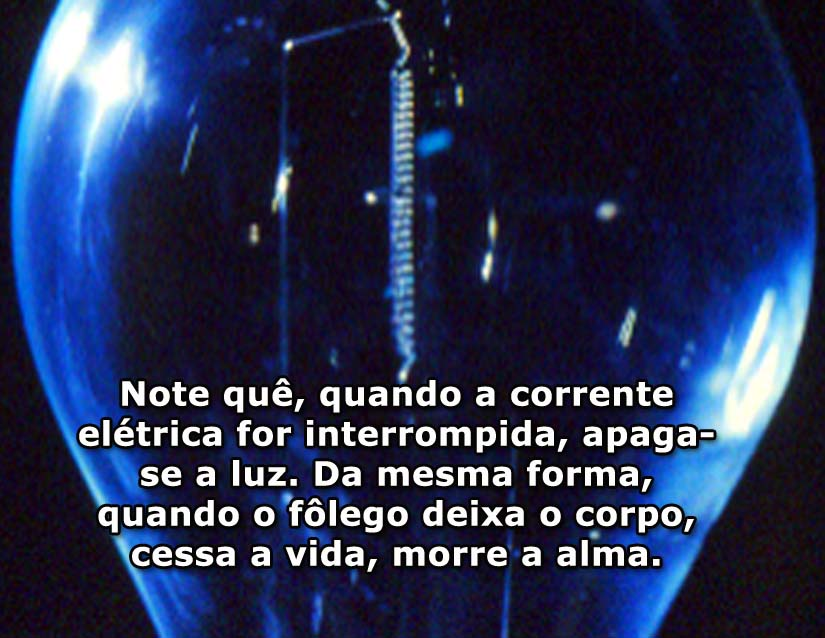 Note quê, quando a corrente
elétrica for interrompida, apaga-
se a luz. Da mesma forma,
quando o fôlego deixa o corpo,
cessa a vida, morre a alma.